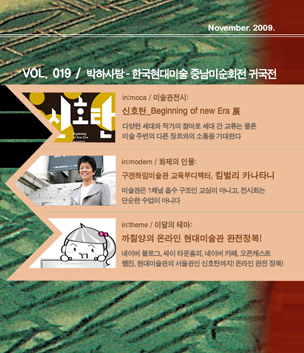 November. 2009.
VOL. 019 / 박하사탕 - 한국현대미술 중남미순회전 귀국전
신호탄
Beginning
of new Era
in:moca / 미술관전시:
신호탄_Beginning of new Era 展
다양한 세대와 작가의 참여로 세대 간 교류는 물론
미술 주변의 다른 장르와의 소통을 기대한다
in:modern / 화제의 인물:
구겐하임미술관 교육부디렉터, 킴벌리 카나타니
미술관은 1채널 흡수 구조인 교실이 아니고, 전시회는
단순한 수업이 아니다
in:theme / 이달의 테마:
까칠양의 온라인 현대미술관 완전정복!
네이버 블로그, 싸이 타운홈피, 네이버 카페, 오픈캐스트
웹진, 현대미술관의 서울관인 신호탄까지! 온라인 완전 정복!